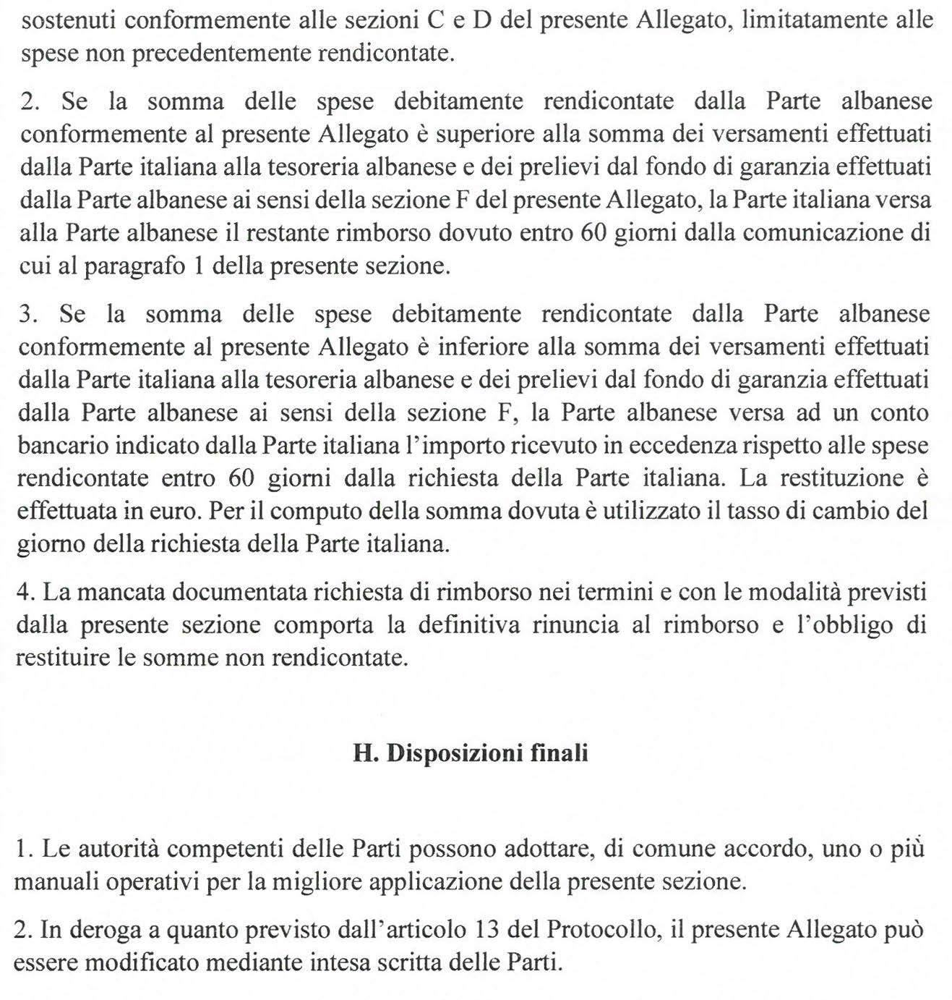 sostenuti conformemente alle sezioni C e D del presente Allegato, limitatamente alle
spese non precedentemente rendicontate.
2. Se la somma delle spese debitamente rendicontate dalla Parte albanese
conformemente al presente Allegato è superiore alla somma dei versamenti effettuati
dalla Parte italiana alla tesoreria albanese e dei prelievi dal fondo di garanzia effettuati
dalla Parte albanese ai sensi della sezione F del presente Allegato, la Parte italiana versa
alla Parte albanese il restante rimborso dovuto entro 60 giorni dalla comunicazione di
cui al paragrafo 1 della presente sezione.
3. Se la somma delle spese debitamente rendicontate dalla Parte albanese
conformemente al presente Allegato è inferiore alla somma dei versamenti effettuati
dalla Parte italiana alla tesoreria albanese e dei prelievi dal fondo di garanzia effettuati
dalla Parte albanese ai sensi della sezione F, la Parte albanese versa ad un conto
bancario indicato dalla Parte italiana l’importo ricevuto in eccedenza rispetto alle spese
rendicontate entro 60 giorni dalla richiesta della Parte italiana. La restituzione è
effettuata in euro. Per il computo della somma dovuta è utilizzato il tasso di cambio del
giorno della richiesta della Parte italiana.
4. La mancata documentata richiesta di rimborso nei termini e con le modalità previsti
dalla presente sezione comporta la definitiva rinuncia al rimborso e l’obbligo di
restituire le somme non rendicontate.
H. Disposizioni finali
1. Le autorità competenti delle Parti possono adottare, di comune accordo, uno o più
manuali operativi per la migliore applicazione della presente sezione.
2. In deroga a quanto previsto dall’articolo 13 del Protocollo, il presente Allegato può
essere modificato mediante intesa scritta delle Parti.